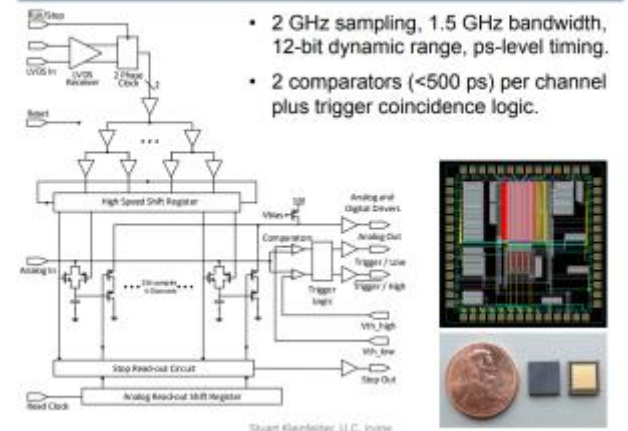 Run/Stop
LVDS In
LVDS
Receiver
2 Phase
Clock
2
Reset
• 2 GHz sampling, 1.5 GHz bandwidth,
12-bit dynamic range, ps-level timing.
• 2 comparators (<500 ps) per channel
plus trigger coincidence logic.
High Speed Shift Register
Vbias
Analog and
Digital Drivers
Analog Out
Comparators
Trigger / Low
Trigger / High
Trigger
Logic
Analog In
Vth_high
Vth_low
Stop Read-out Circuit
Stop Out
Analog Read-out Shift Register
Read Clock
Stuart Kleinfelder, U.C. Irvine